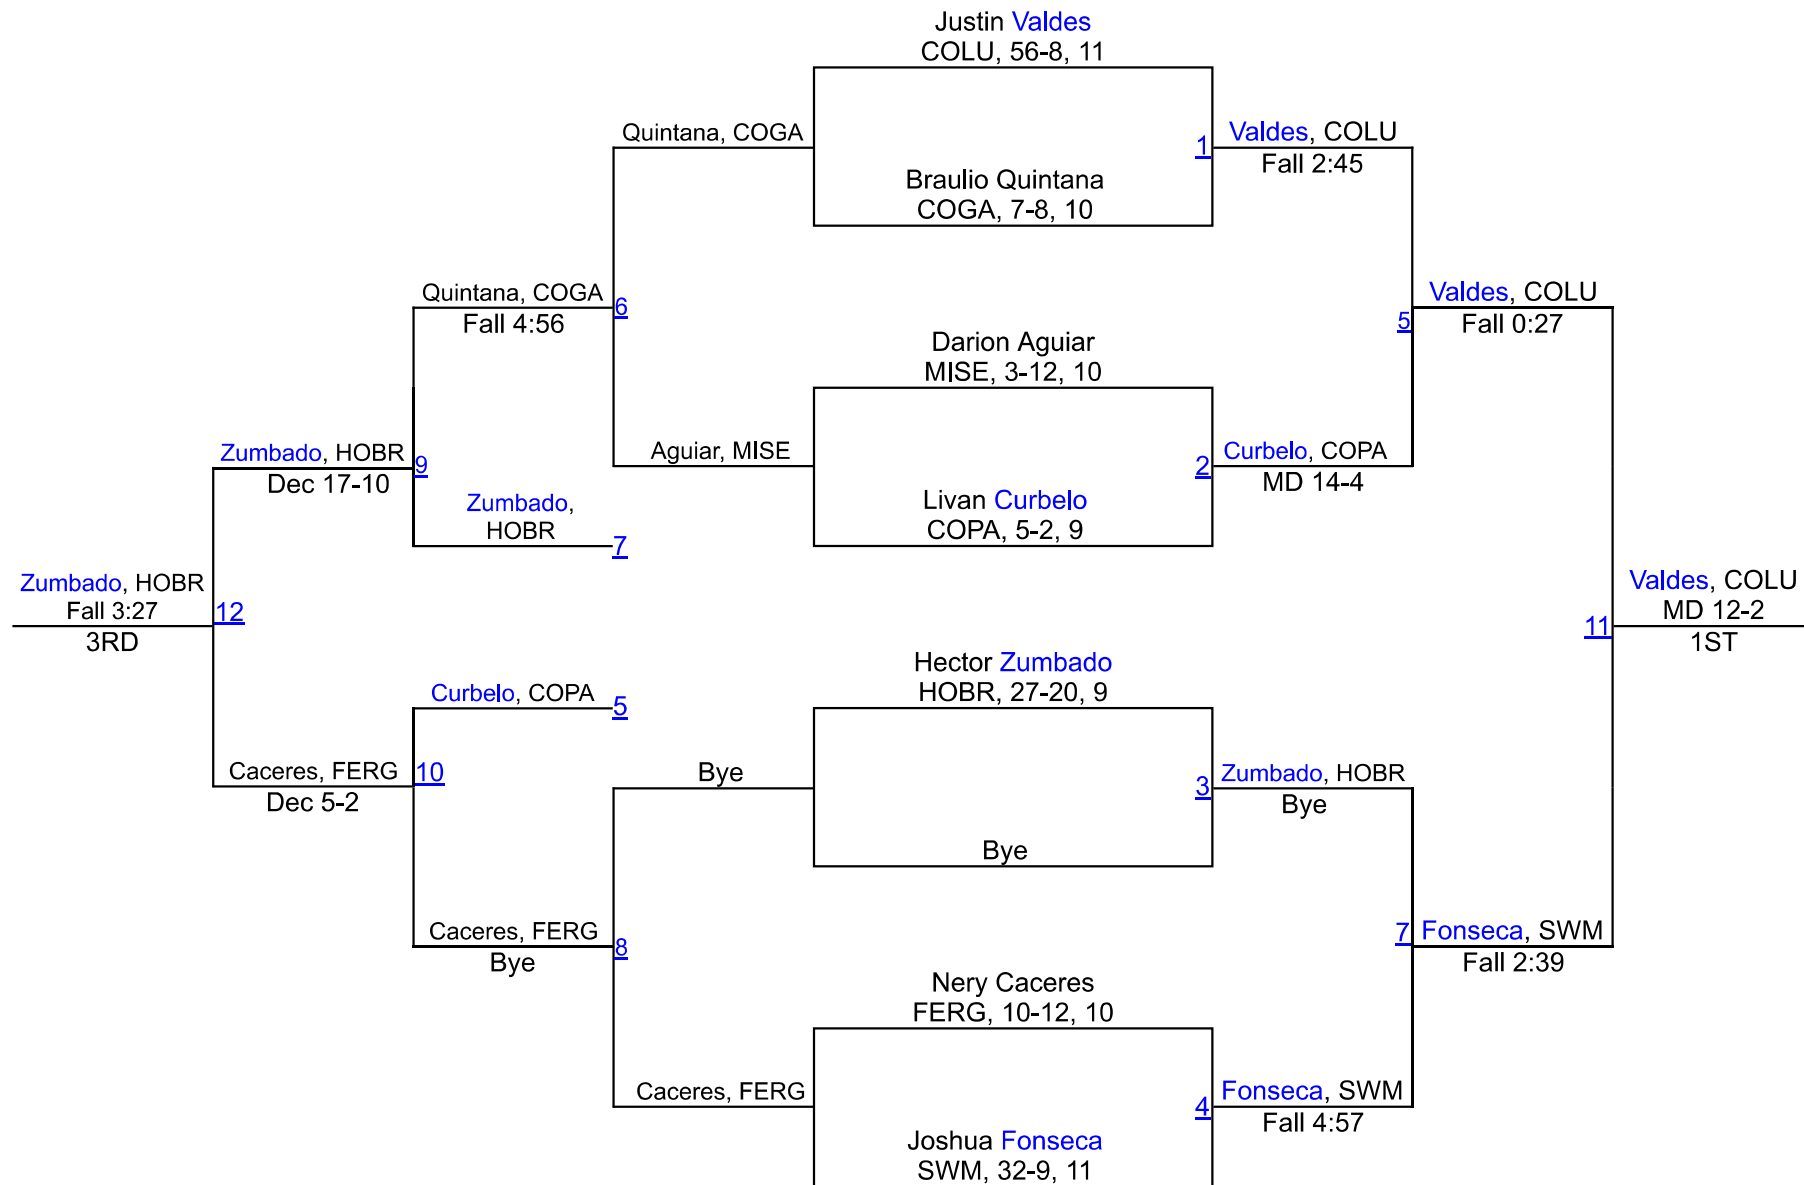 Justin Valdes
COLU, 56-8, 11
Quintana, COGA
1
Valdes, COLU
Fall 2:45
Braulio Quintana
COGA, 7-8, 10
Quintana, COGA
Fall 4:56
6
5
Valdes, COLU
Fall 0:27
Darion Aguiar
MISE, 3-12, 10
Zumbado, HOBR
Dec 17-10
9
Aguiar, MISE
2
Curbelo, COPA
MD 14-4
Zumbado,
HOBR
7
Livan Curbelo
COPA, 5-2, 9
Zumbado, HOBR
Fall 3:27
3RD
12
11
Valdes, COLU
MD 12-2
1ST
Hector Zumbado
HOBR, 27-20, 9
Curbelo, COPA
5
Caceres, FERG
Dec 5-2
10
Bye
3
Zumbado, HOBR
Bye
Bye
Caceres, FERG
Bye
8
7
Fonseca, SWM
Fall 2:39
Nery Caceres
FERG, 10-12, 10
Caceres, FERG
4
Fonseca, SWM
Fall 4:57
Joshua Fonseca
SWM, 32-9, 11